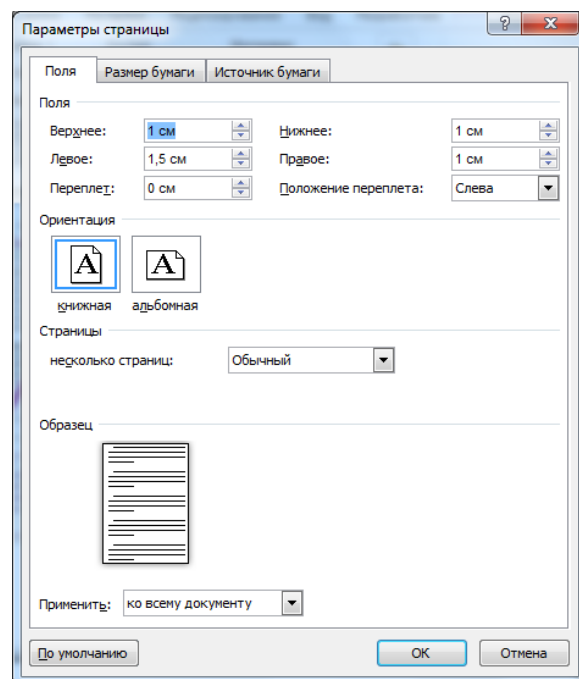 Параметры страницы
Поля Размер бумаги Источник бумаги
Поля
Верхнее: 1 см Нижнее: 1 см
Левое: 1,5 см Правое: 1 см
Переплет: 0 см Положение переплета: Слева
Ориентация
A A
книжная альбомная
Страницы
несколько страниц: Обычный
Образец
Применить: ко всему документу
По умолчанию ОК Отмена